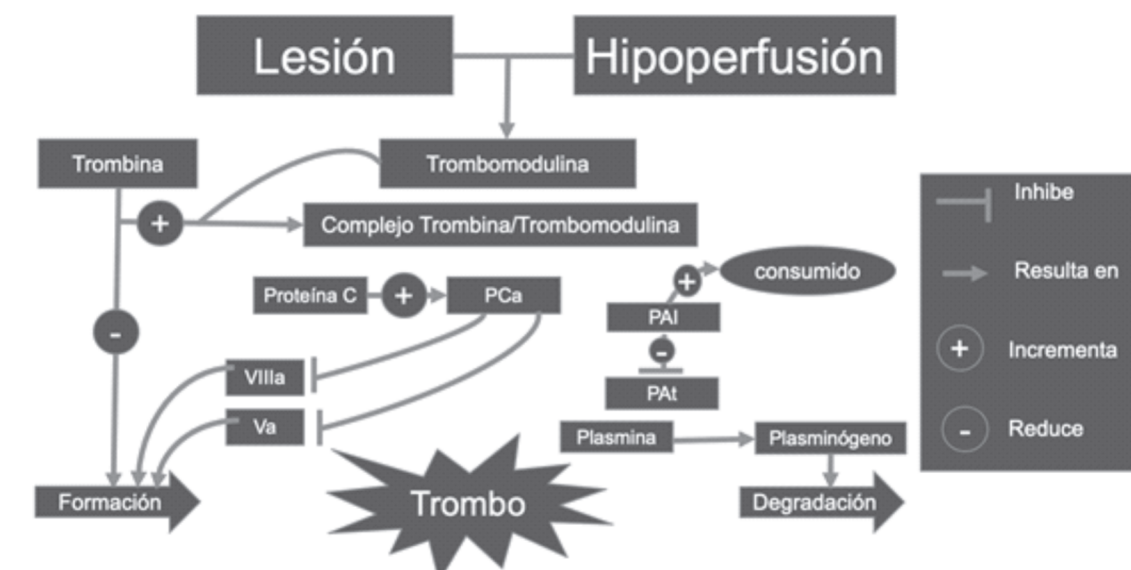 Lesión
Hipoperfusión
Trombina
Trombomodulina
+
Complejo Trombina/Trombomodulina
Proteína C
+
PCa
-
VIIIa
Va
Formación
Trombo
consumido
+
PAI
-
PAt
Plasmina
Plasminógeno
Degradación
Inhibe
Resulta en
+
Incrementa
-
Reduce